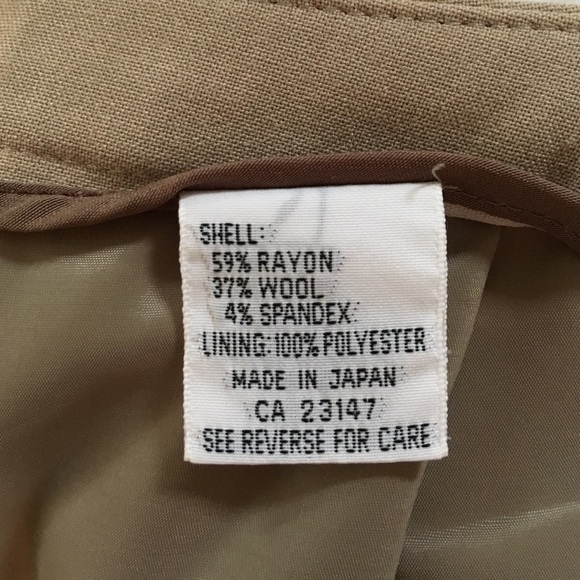 SHELL:
59% RAYON
37% WOOL
4% SPANDEX
LINING: 100% POLYESTER
MADE IN JAPAN
CA 23147
SEE REVERSE FOR CARE